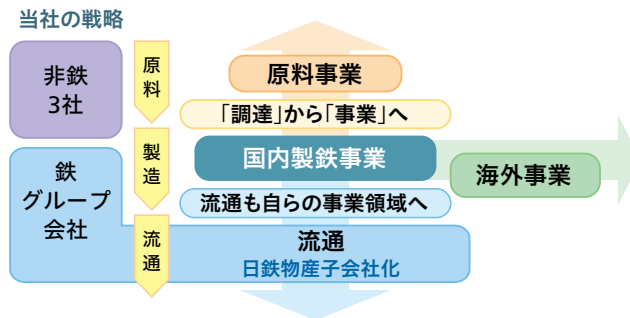 当社の戦略
非鉄
3社
鉄
グループ
会社
原料
製造
流通
原料事業
「調達」から「事業」へ
国内製鉄事業
海外事業
流通も自らの事業領域へ
流通
日鉄物産子会社化